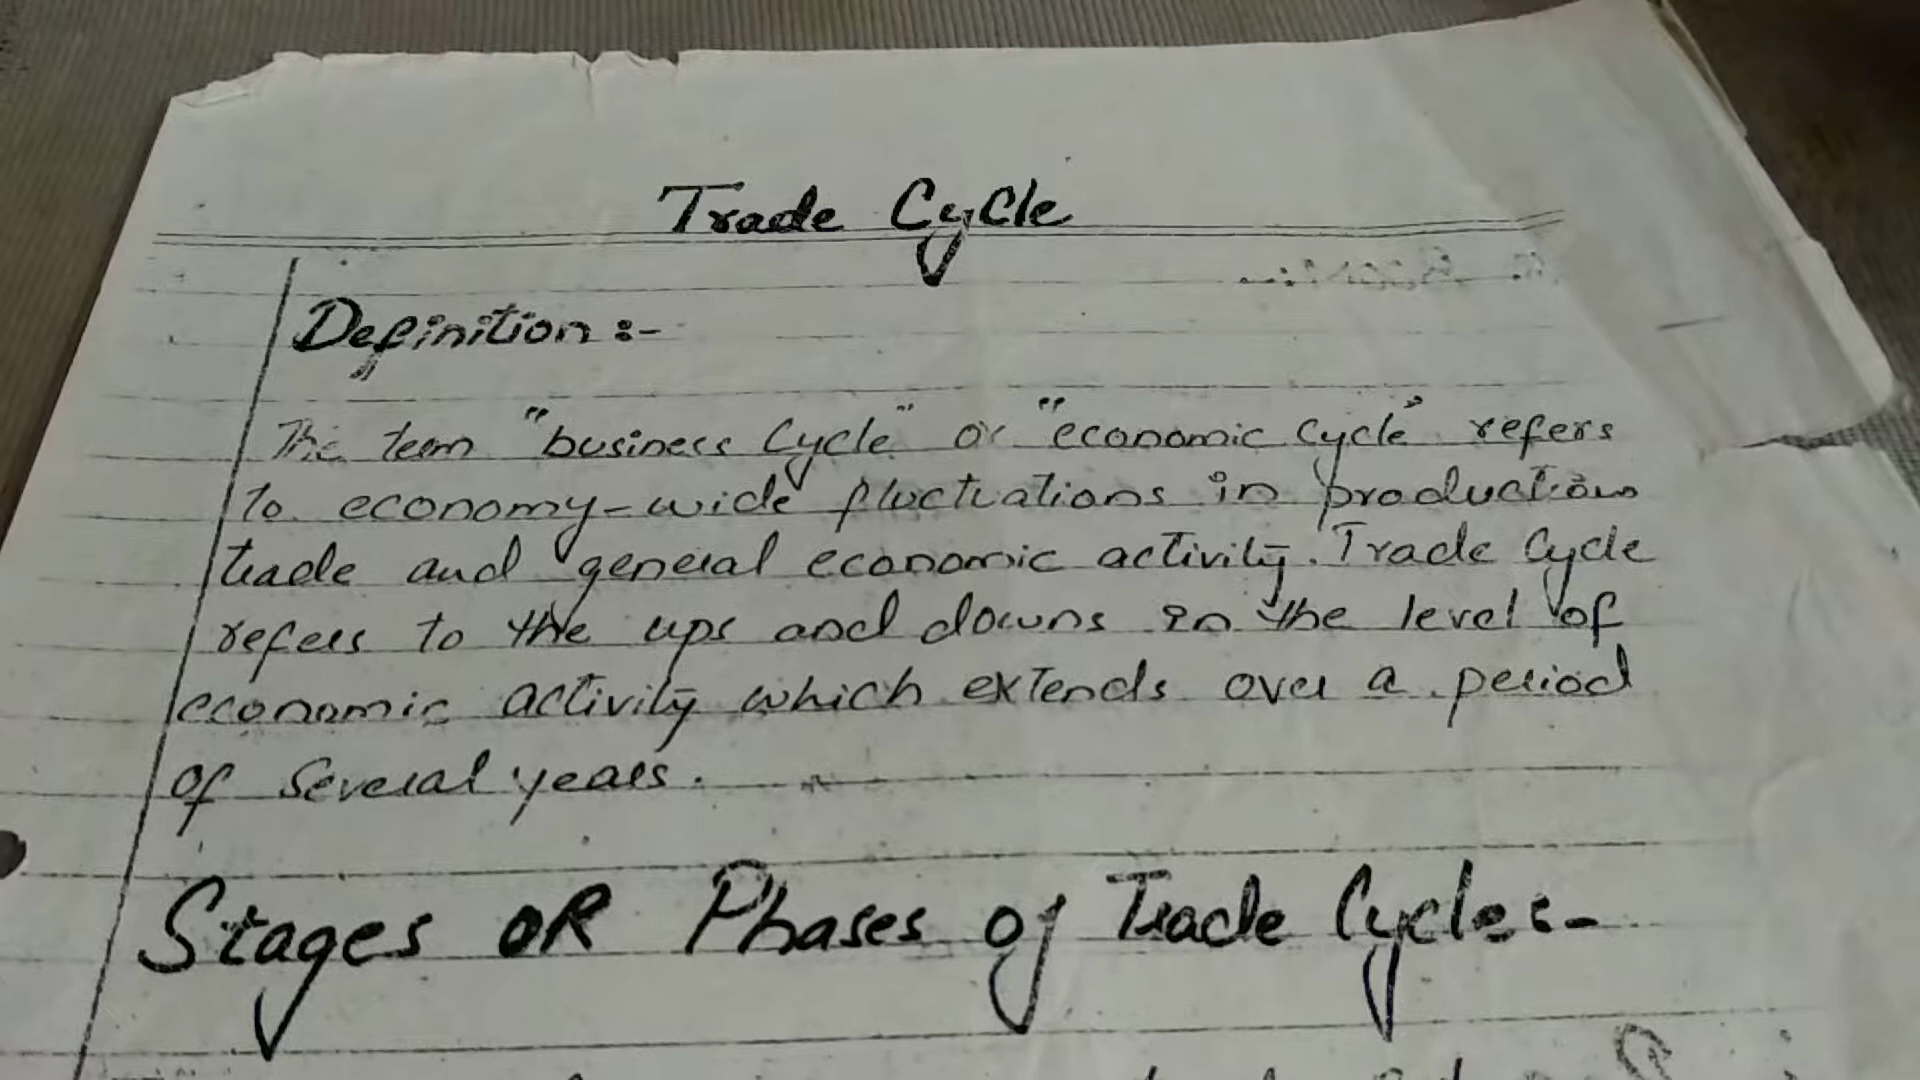 Trade Cycle
Definition :-
The term "business Cycle" or "economic Cycle" refers
to economy-wide fluctuations in production
trade and general economic activity. Trade Cycle
refers to the ups and downs in the level of
economic activity which extends over a period
of several years.
Stages OR Phases of Trade Cycle:-